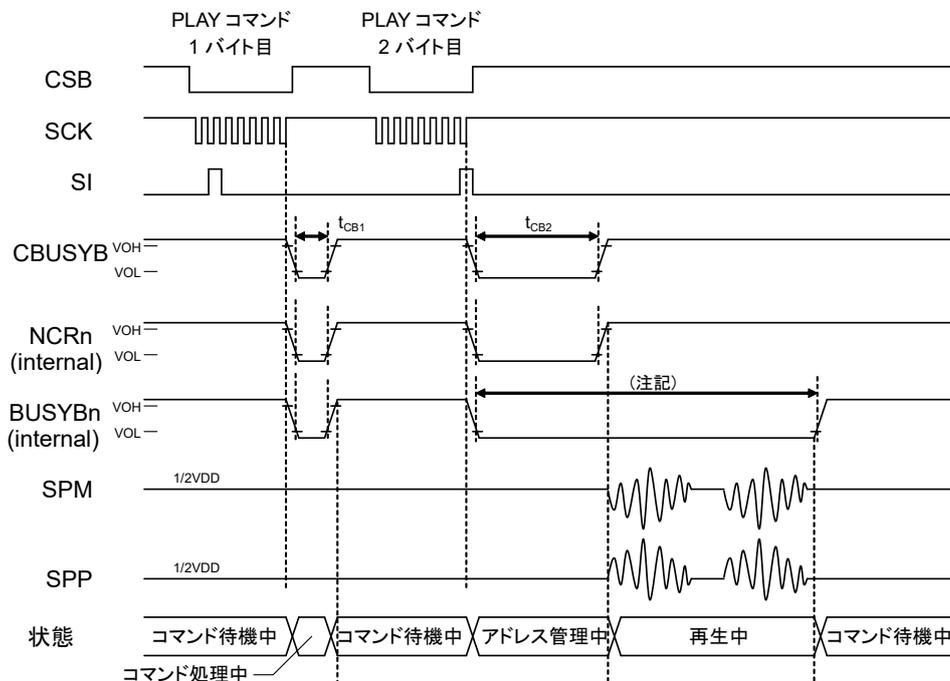 PLAY コマンド
1 バイト目
PLAY コマンド
2 バイト目
CSB
SCK
SI
tCB1
tCB2
CBUSYB
VOH
VOL
NCRn
(internal)
VOH
VOL
(注記)
BUSYBn
(internal)
VOH
VOL
SPM
1/2VDD
SPP
1/2VDD
状態
コマンド待機中
コマンド待機中
アドレス管理中
再生中
コマンド待機中
コマンド処理中